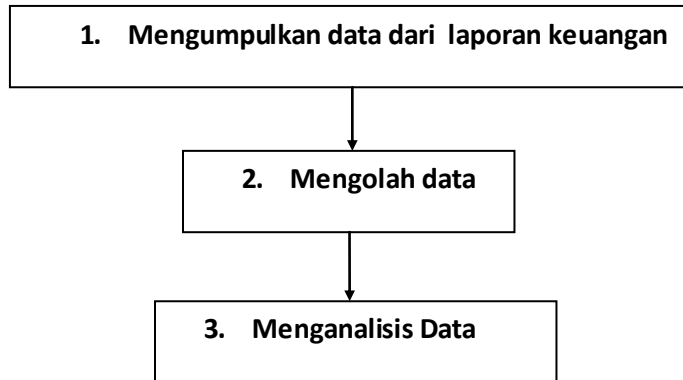 1. Mengumpulkan data dari laporan keuangan
2. Mengolah data
3. Menganalisis Data